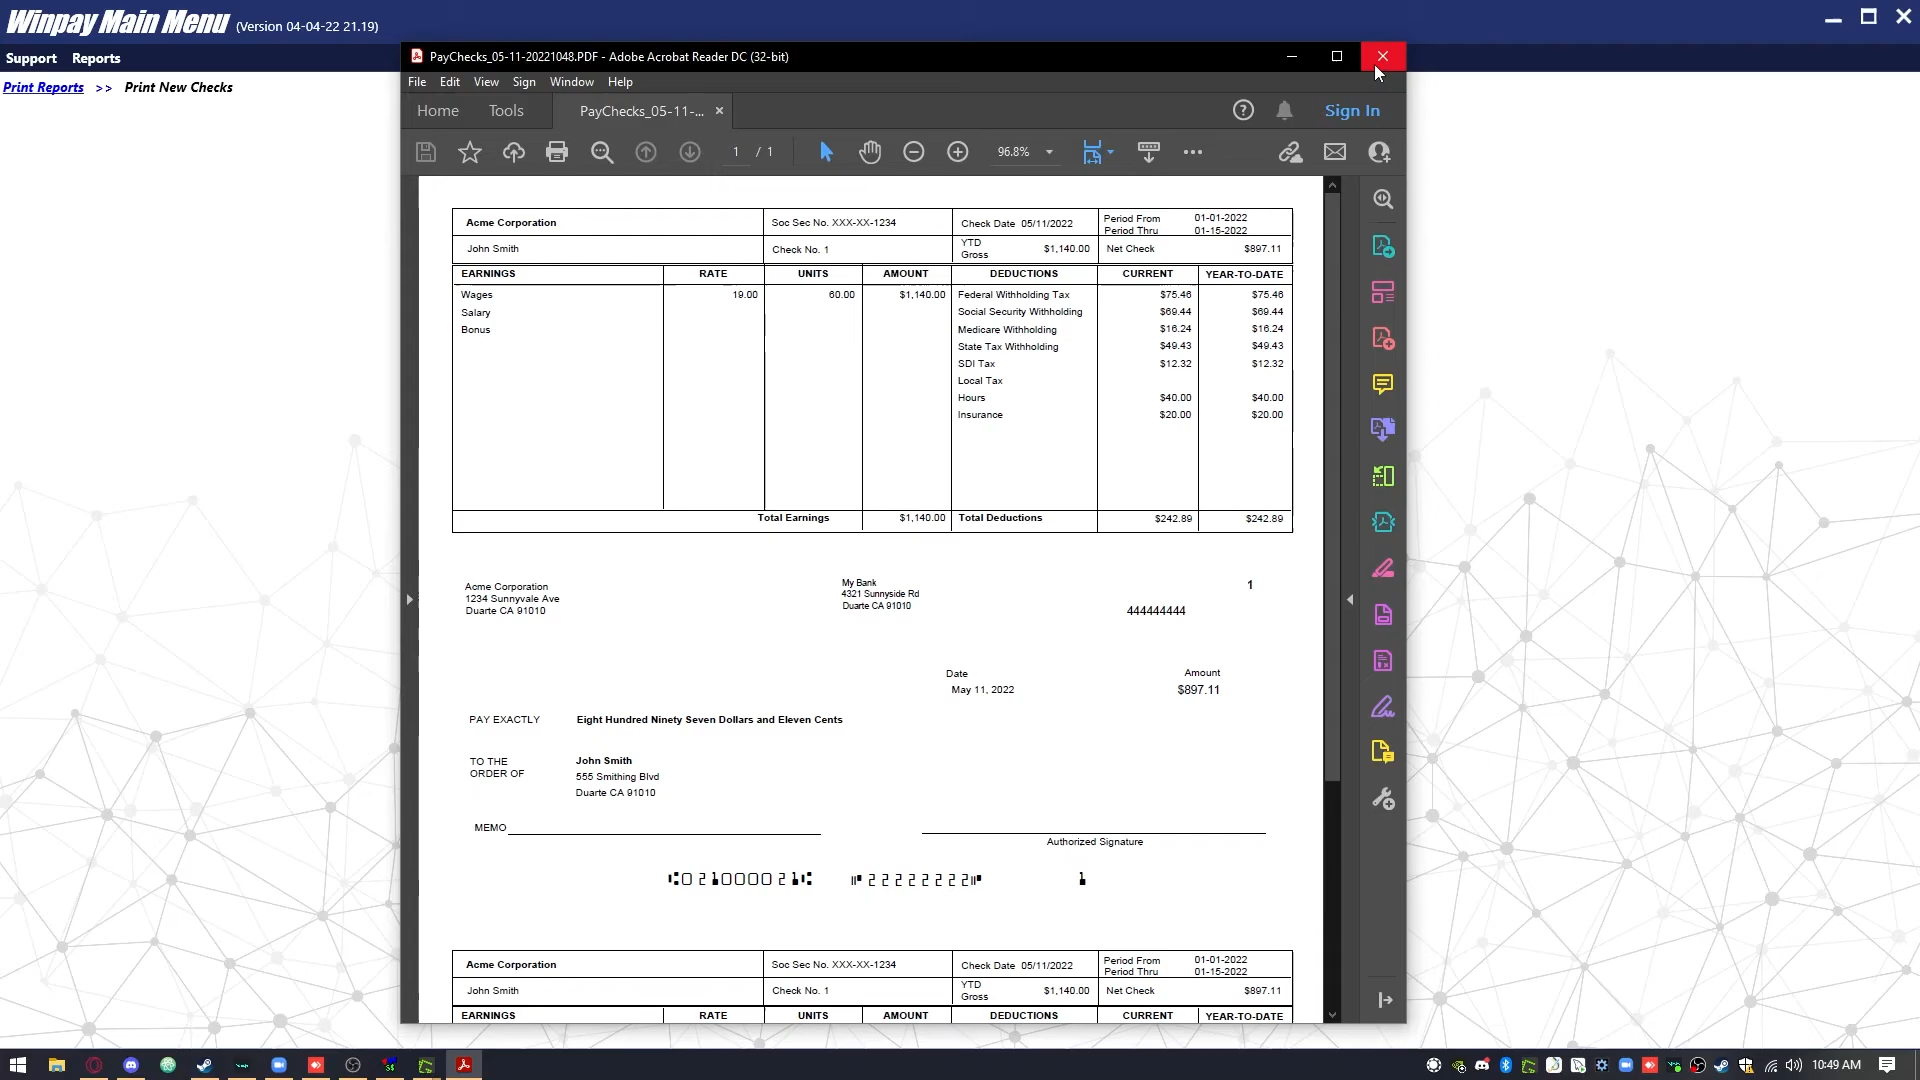 Winpay Main Menu (Version 04-04-22 21.19)
Support Reports
Print Reports >> Print New Checks
PayChecks_05-11-20221048.PDF - Adobe Acrobat Reader DC (32-bit)
File Edit View Sign Window Help
Home Tools PayChecks_05-11-... × Sign In
1 / 1 96.8%
Acme Corporation Soc Sec No. XXX-XX-1234 Check Date 05/11/2022 Period From 01-01-2022
Period Thru 01-15-2022
John Smith Check No. 1 YTD Gross $1,140.00 Net Check $897.11
EARNINGS RATE UNITS AMOUNT DEDUCTIONS CURRENT YEAR-TO-DATE
Wages 19.00 60.00 $1,140.00 Federal Withholding Tax $75.46 $75.46
Salary Social Security Withholding $69.44 $69.44
Bonus Medicare Withholding $16.24 $16.24
State Tax Withholding $49.43 $49.43
SDI Tax $12.32 $12.32
Local Tax
Hours $40.00 $40.00
Insurance $20.00 $20.00
Total Earnings $1,140.00 Total Deductions $242.89 $242.89
Acme Corporation
1234 Sunnyvale Ave
Duarte CA 91010
My Bank
4321 Sunnyside Rd
Duarte CA 91010
1
444444444
Date Amount
May 11, 2022 $897.11
PAY EXACTLY Eight Hundred Ninety Seven Dollars and Eleven Cents
TO THE
ORDER OF
John Smith
555 Smithing Blvd
Duarte CA 91010
MEMO
Authorized Signature
⑆021000021⑆ ⑈22222222⑈ 1
Acme Corporation Soc Sec No. XXX-XX-1234 Check Date 05/11/2022 Period From 01-01-2022
Period Thru 01-15-2022
John Smith Check No. 1 YTD Gross $1,140.00 Net Check $897.11
EARNINGS RATE UNITS AMOUNT DEDUCTIONS CURRENT YEAR-TO-DATE
10:49 AM